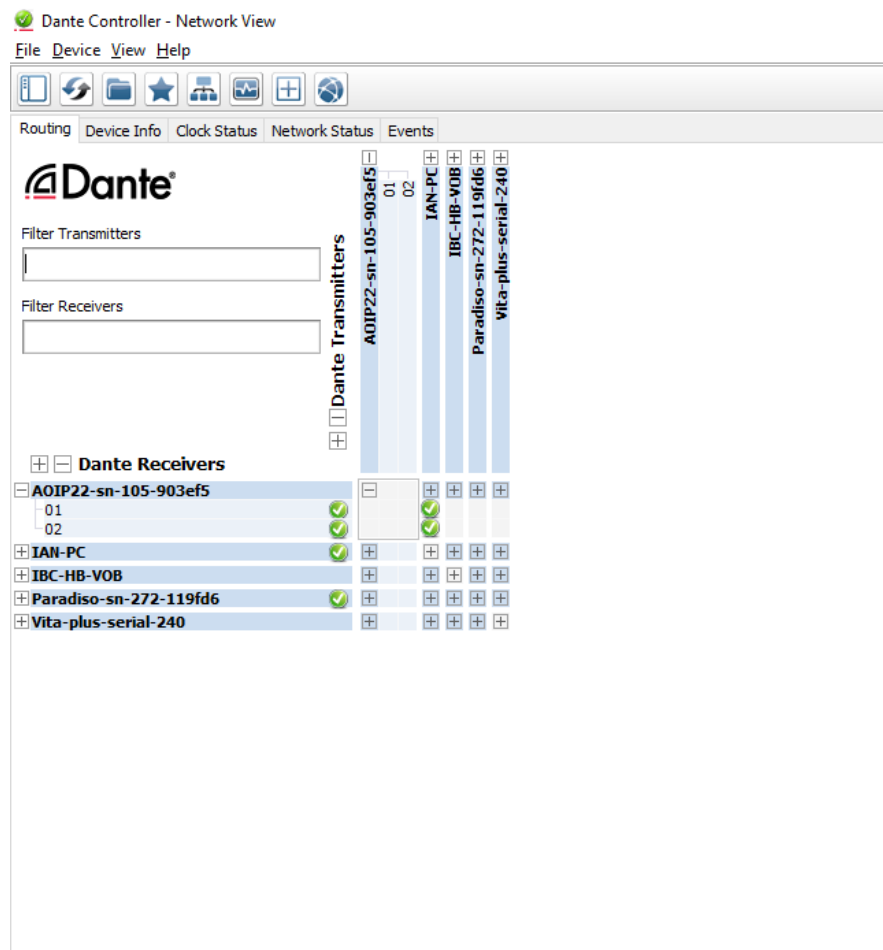 Dante Controller - Network View
File Device View Help
Routing Device Info Clock Status Network Status Events
Dante®
Filter Transmitters
Filter Receivers
Dante Transmitters
AOIP22-sn-105-903ef5
01
02
IAN-PC
IBC-HB-VOB
Paradiso-sn-272-119fd6
Vita-plus-serial-240
Dante Receivers
AOIP22-sn-105-903ef5
01
02
IAN-PC
IBC-HB-VOB
Paradiso-sn-272-119fd6
Vita-plus-serial-240